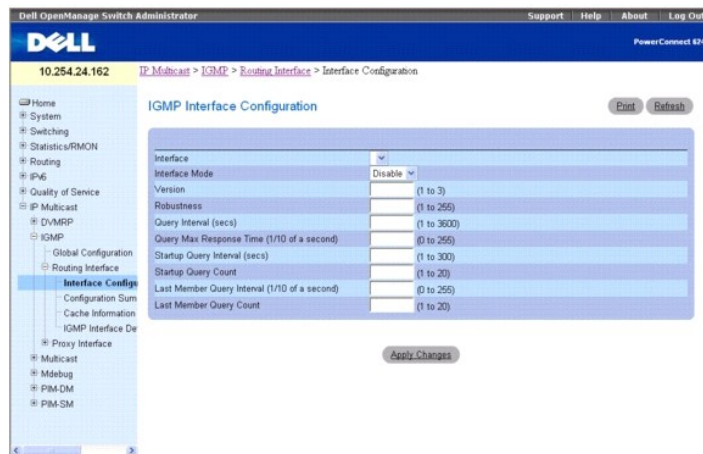 Dell OpenManage Switch Administrator
Support Help About Log Out
DELL
PowerConnect 624
10.254.24.162
IP Multicast > IGMP > Routing Interface > Interface Configuration
Home
System
Switching
Statistics/RMON
Routing
IPv6
Quality of Service
IP Multicast
DVMRP
IGMP
Global Configuration
Routing Interface
Interface Configu
Configuration Sum
Cache Information
IGMP Interface De
Proxy Interface
Multicast
Mdebug
PIM-DM
PIM-SM
IGMP Interface Configuration
Print Refresh
Interface
Interface Mode Disable
Version (1 to 3)
Robustness (1 to 255)
Query Interval (secs) (1 to 3600)
Query Max Response Time (1/10 of a second) (0 to 255)
Startup Query Interval (secs) (1 to 300)
Startup Query Count (1 to 20)
Last Member Query Interval (1/10 of a second) (0 to 255)
Last Member Query Count (1 to 20)
Apply Changes